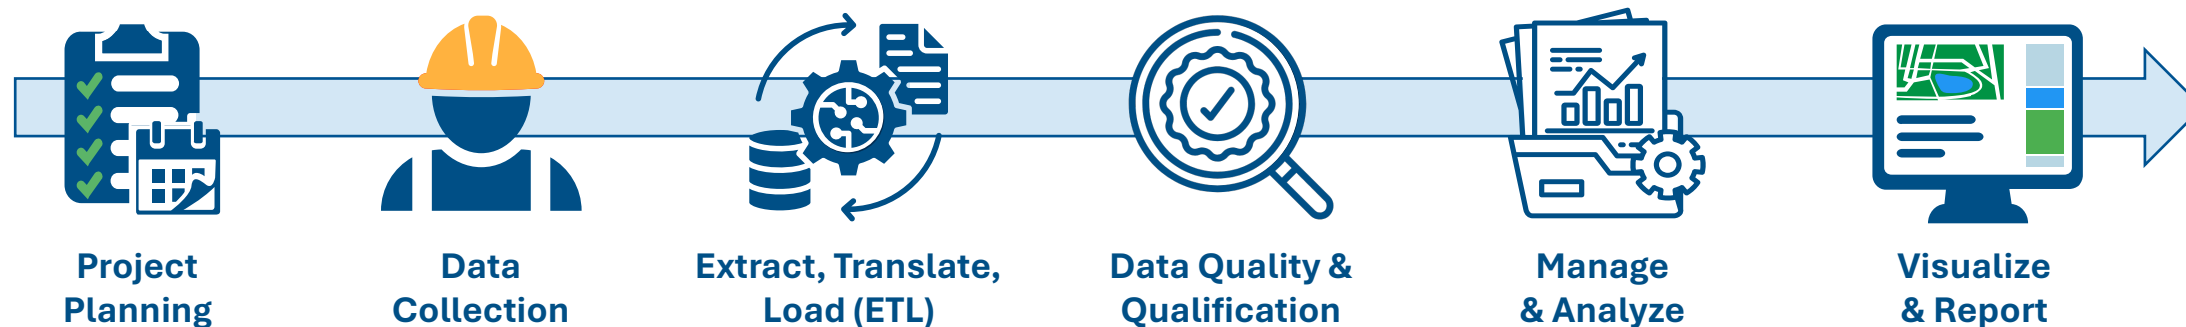 Project
Planning
Data
Collection
Extract, Translate,
Load (ETL)
Data Quality &
Qualification
Manage
& Analyze
Visualize
& Report